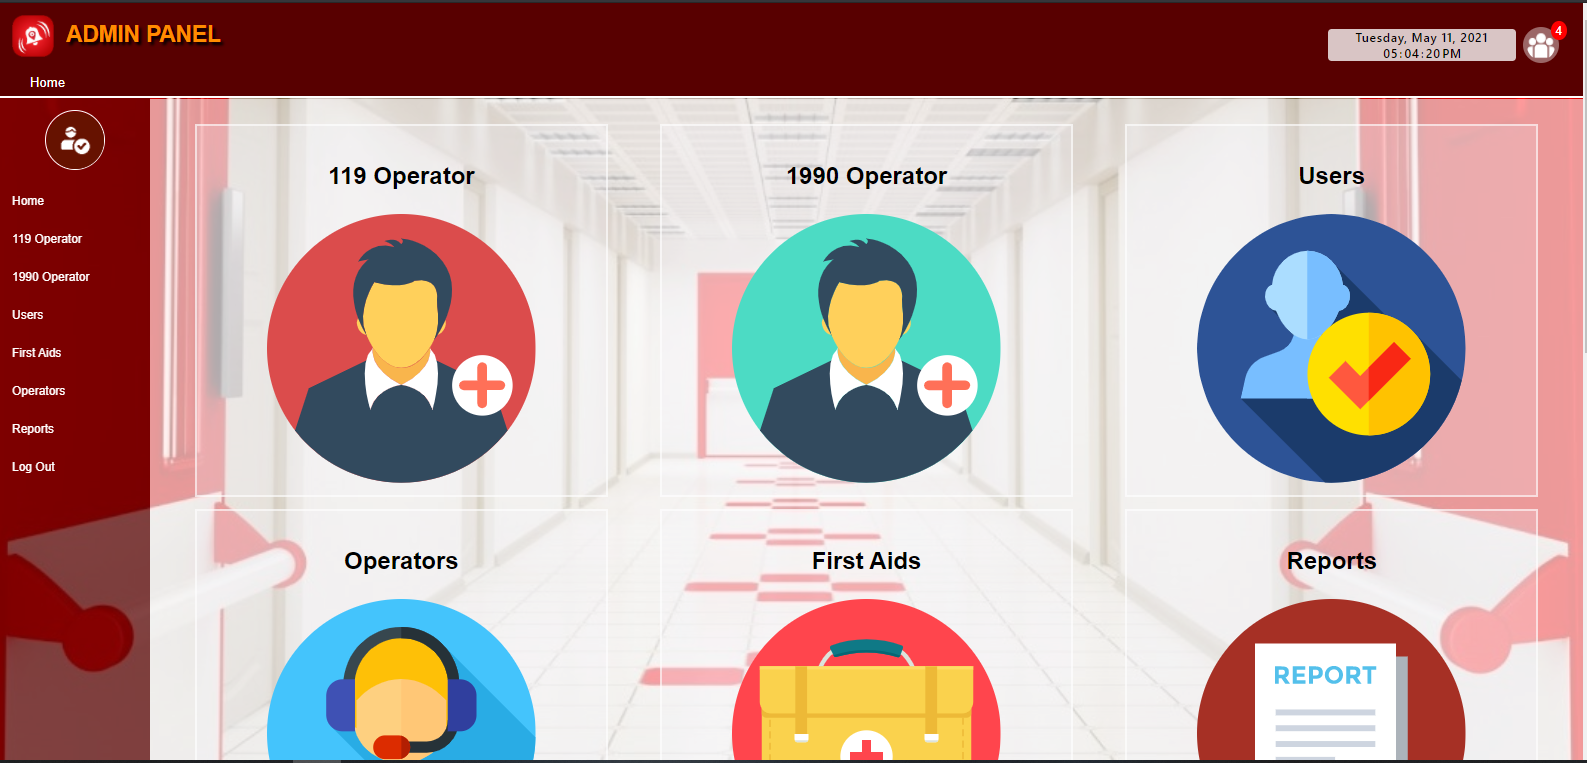 ADMIN PANEL
Tuesday, May 11, 2021
05:04:20 PM
4
Home
Home
119 Operator
1990 Operator
Users
First Aids
Operators
Reports
Log Out
119 Operator
1990 Operator
Users
Operators
First Aids
Reports
REPORT